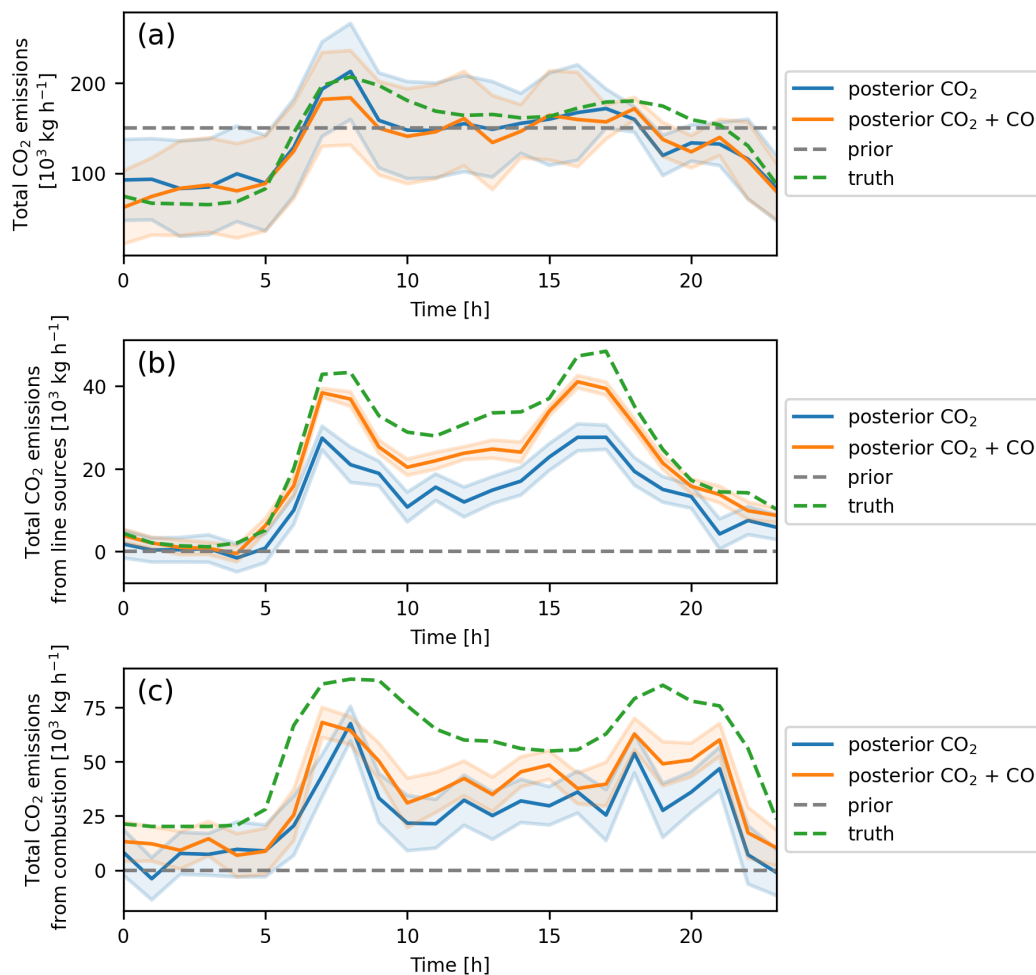 (a)
Total CO₂ emissions
[10³ kg h⁻¹]
200
100
0
5
10
15
20
Time [h]
posterior CO₂
posterior CO₂ + CO
prior
truth
(b)
Total CO₂ emissions
from line sources [10³ kg h⁻¹]
40
20
0
0
5
10
15
20
Time [h]
posterior CO₂
posterior CO₂ + CO
prior
truth
(c)
Total CO₂ emissions
from combustion [10³ kg h⁻¹]
75
50
25
0
0
5
10
15
20
Time [h]
posterior CO₂
posterior CO₂ + CO
prior
truth